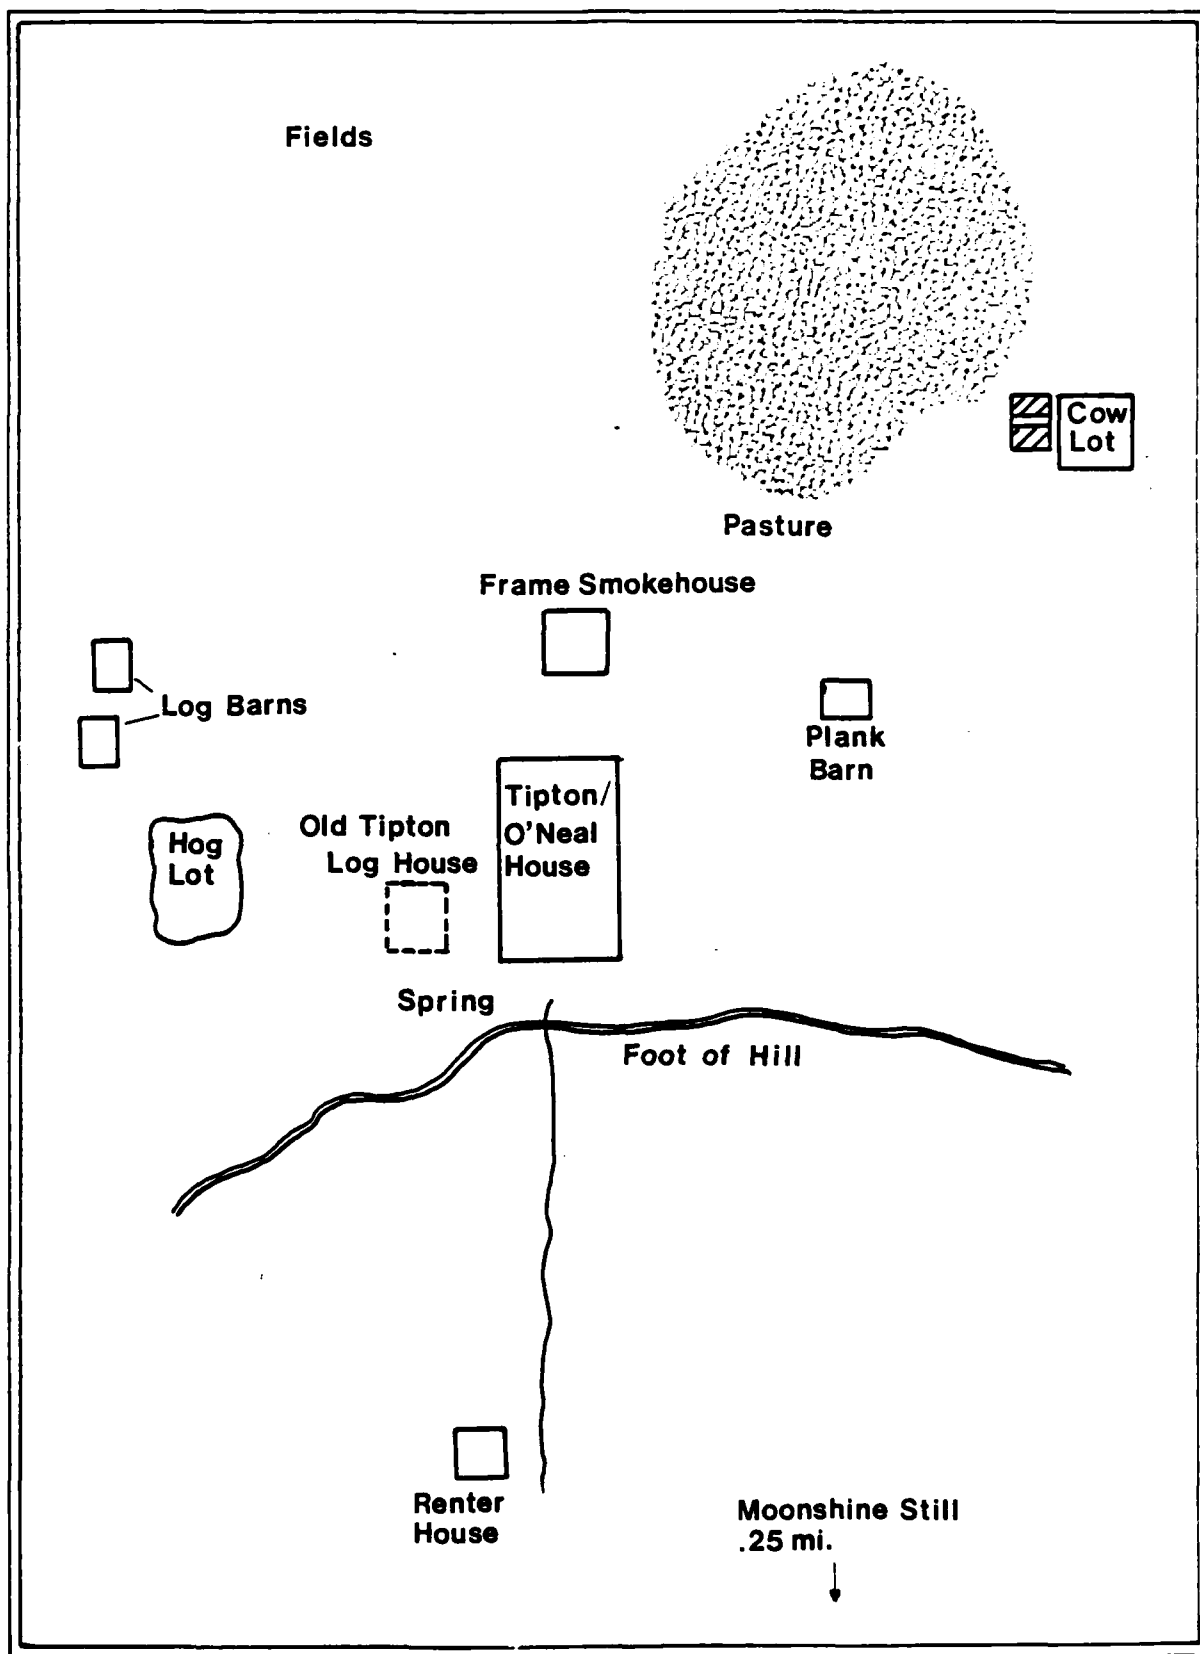 Fields
Cow
Lot
Pasture
Frame Smokehouse
Log Barns
Plank
Barn
Tipton/
O'Neal
House
Old Tipton
Log House
Hog
Lot
Spring
Foot of Hill
Renter
House
Moonshine Still
.25 mi.